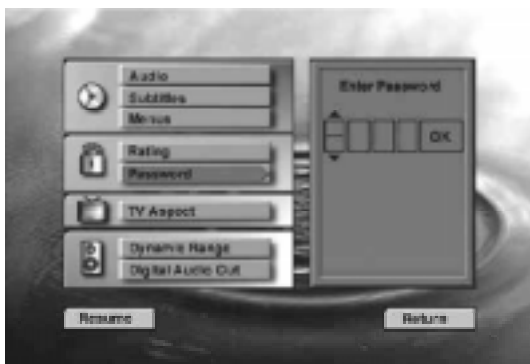 Audio
Subtitles
Menus
Rating
Password
TV Aspect
Dynamic Range
Digital Audio Out
Enter Password
OK
Resume
Return